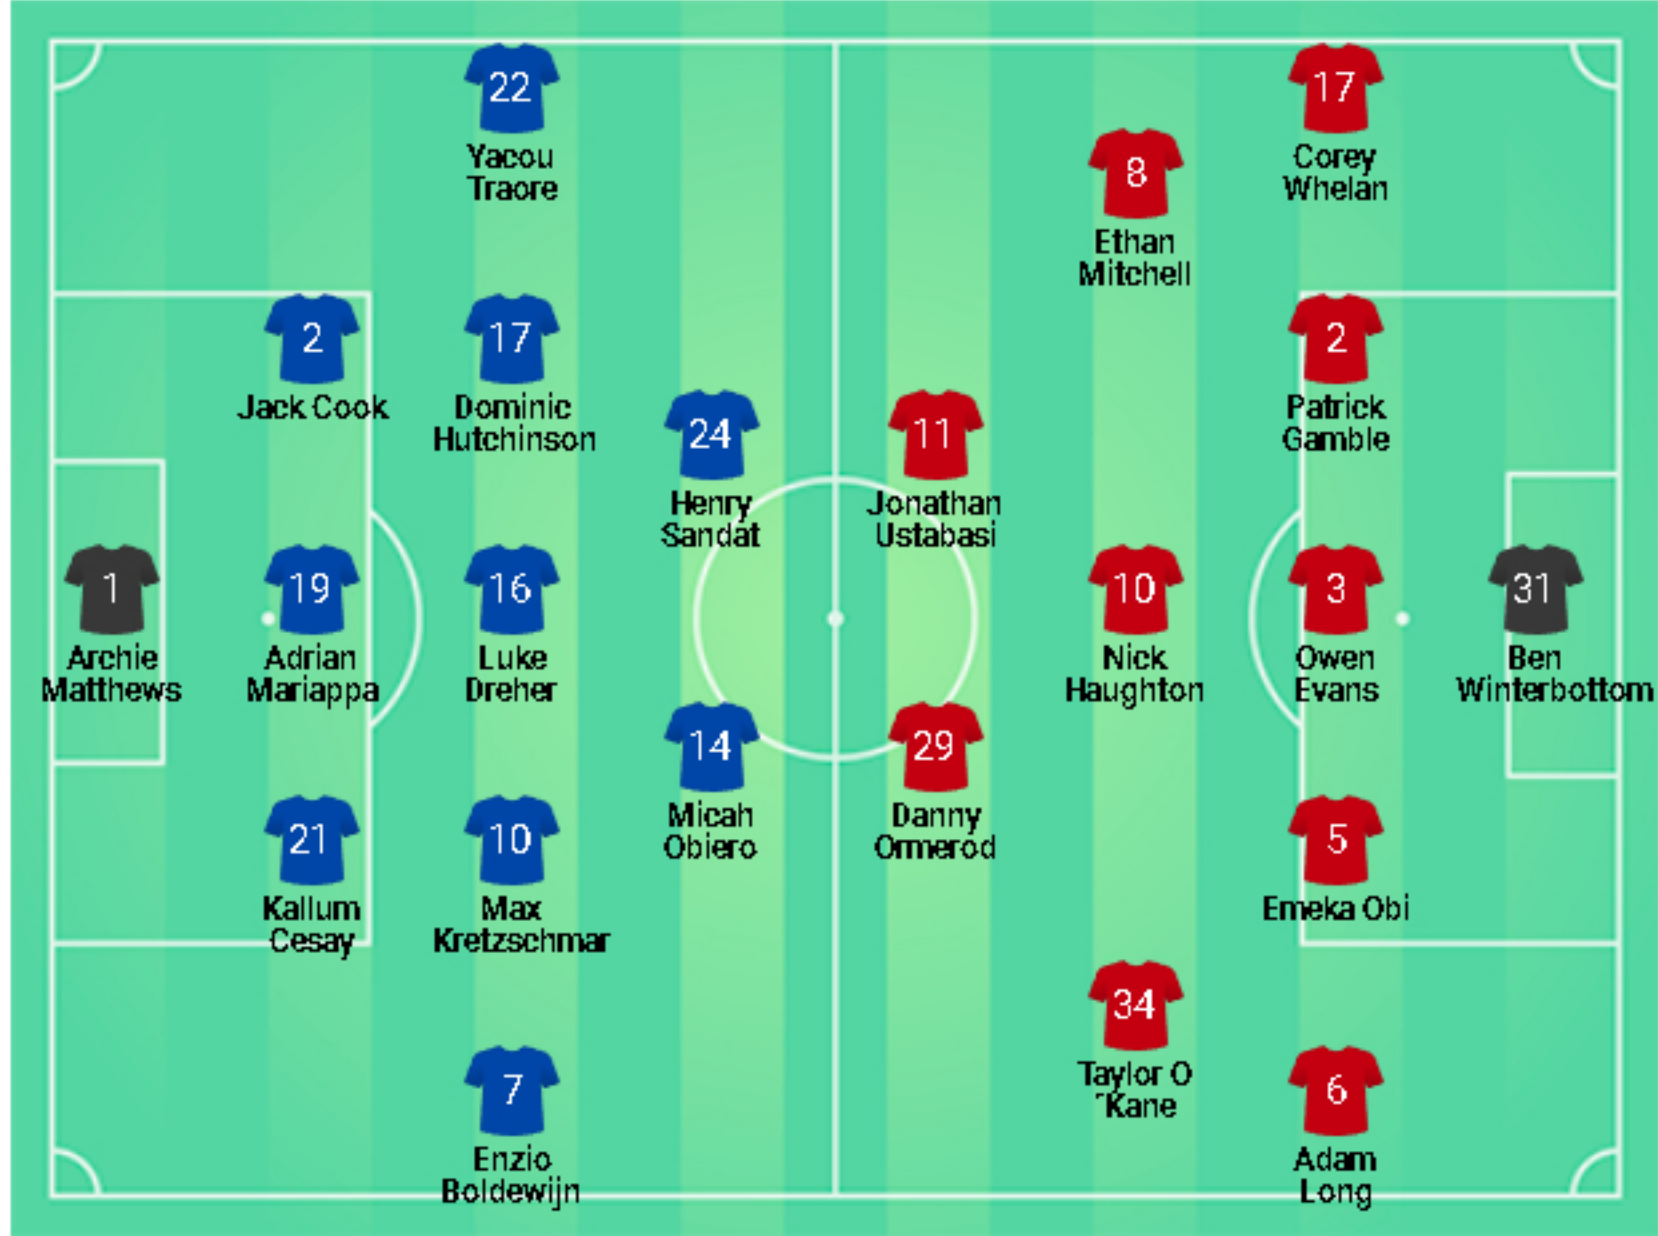 22
Yacou
Traore
17
Corey
Whelan
8
Ethan
Mitchell
2
Jack Cook
17
Dominic
Hutchinson
2
Patrick
Gamble
24
Henry
Sandat
11
Jonathan
Ustabasi
1
Archie
Matthews
19
Adrian
Mariappa
16
Luke
Dreher
10
Nick
Haughton
3
Owen
Evans
31
Ben
Winterbottom
14
Micah
Obiero
29
Danny
Ormerod
21
Kallum
Cesay
10
Max
Kretzschmar
5
Emeka Obi
34
Taylor O
´Kane
7
Enzio
Boldewijn
6
Adam
Long